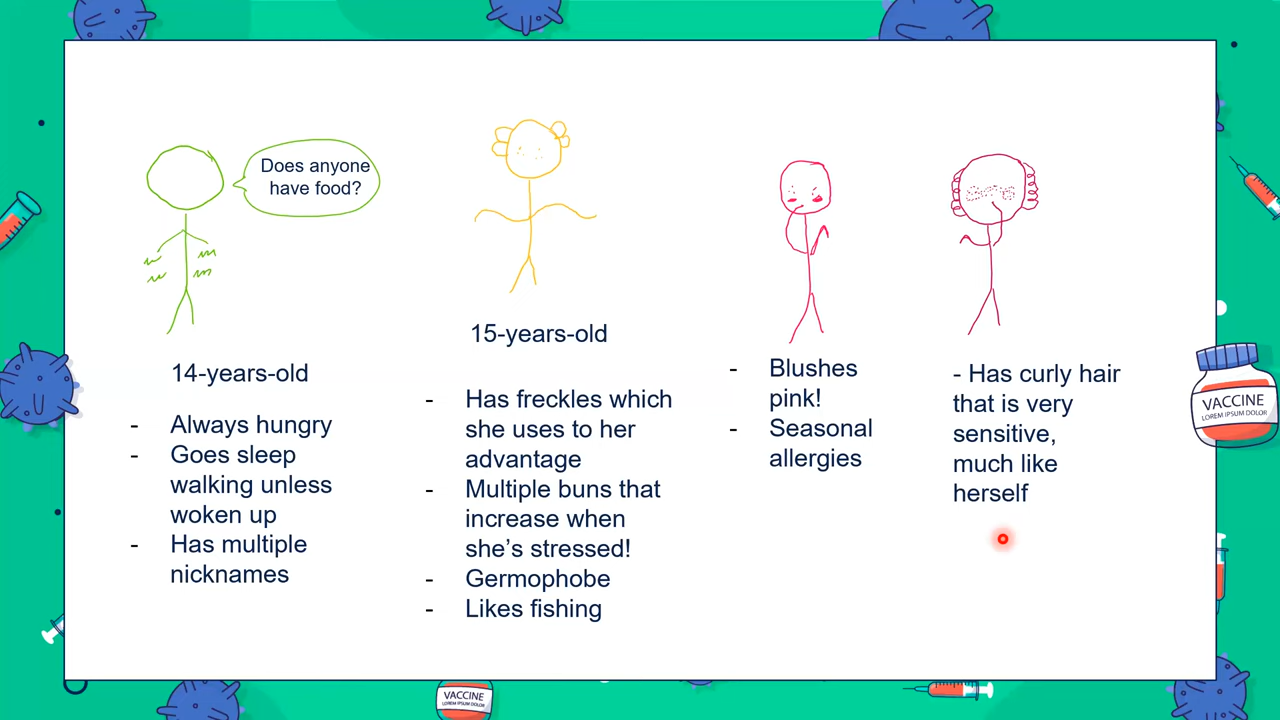 Does anyone
have food?
14-years-old
- Always hungry
- Goes sleep
walking unless
woken up
- Has multiple
nicknames
15-years-old
- Has freckles which
she uses to her
advantage
- Multiple buns that
increase when
she's stressed!
- Germophobe
- Likes fishing
- Blushes
pink!
- Seasonal
allergies
- Has curly hair
that is very
sensitive,
much like
herself
VACCINE
LOREM IPSUM DOLOR
VACCINE
LOREM IPSUM DOLOR